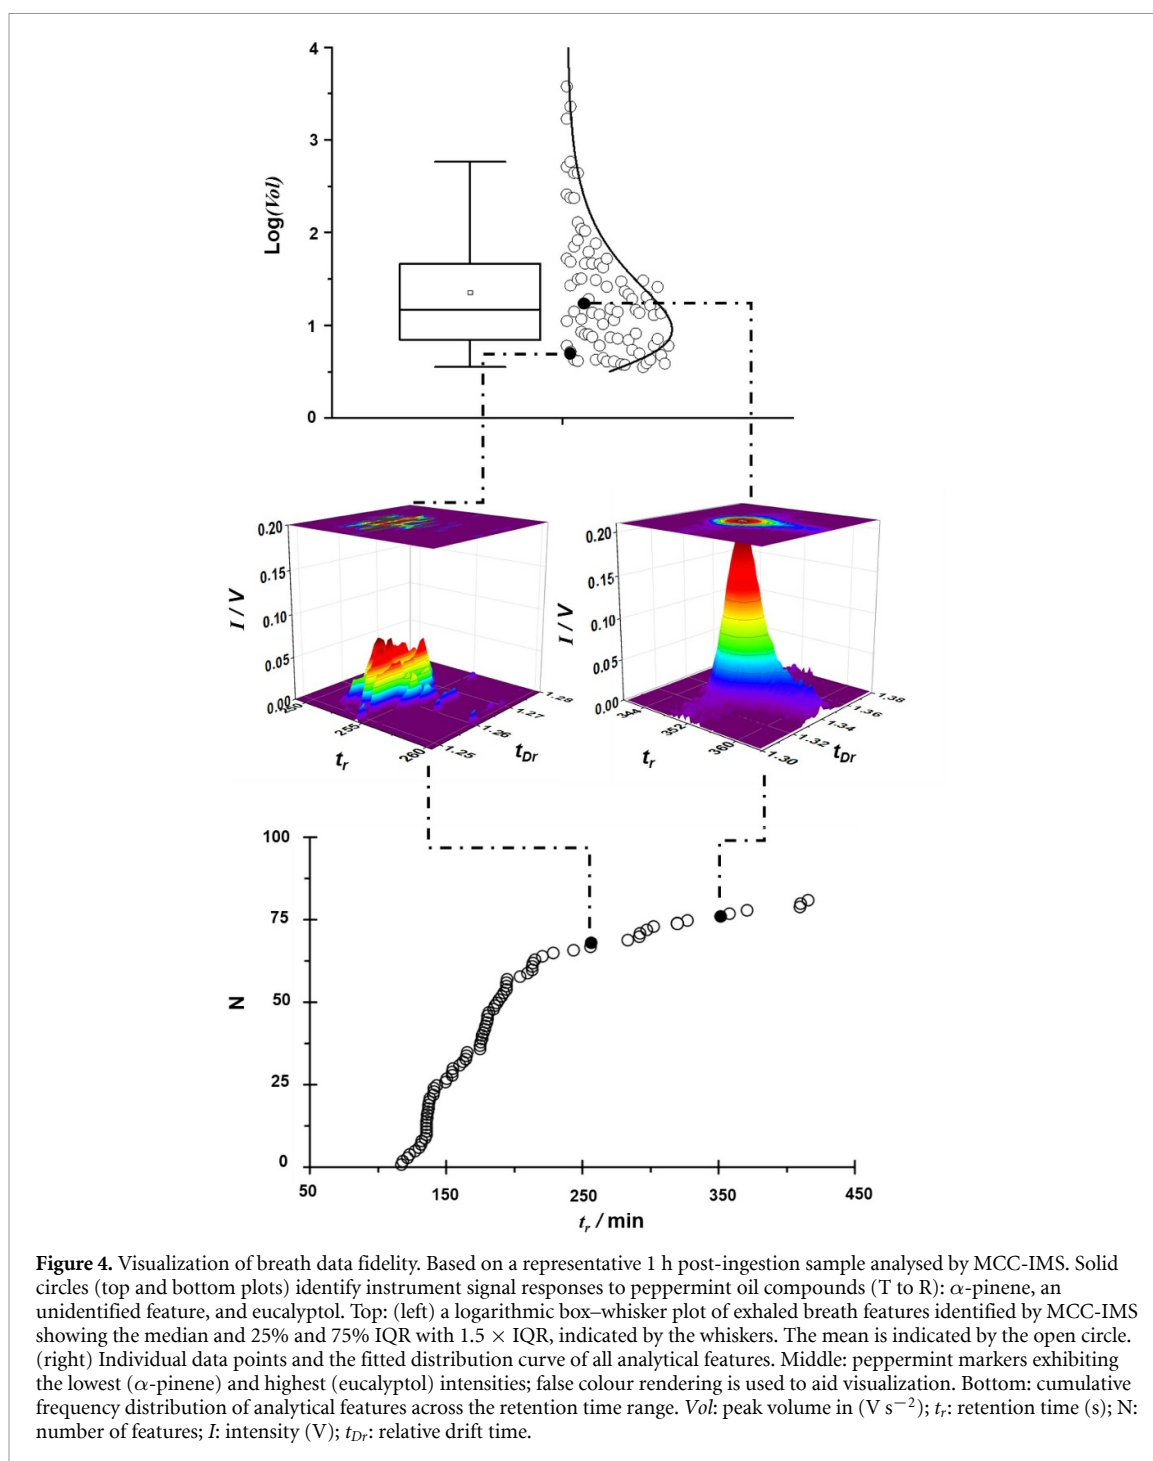 4
3
2
1
0
Log(Vol)
0.20
0.15
0.10
0.05
0.00
I / V
250
255
260
tr
1.25
1.26
1.27
1.28
tDr
0.20
0.15
0.10
0.05
0.00
I / V
344
352
360
tr
1.30
1.32
1.34
1.36
1.38
tDr
100
75
50
25
0
N
50
150
250
350
450
tr / min
Figure 4. Visualization of breath data fidelity. Based on a representative 1 h post-ingestion sample analysed by MCC-IMS. Solid
circles (top and bottom plots) identify instrument signal responses to peppermint oil compounds (T to R): α-pinene, an
unidentified feature, and eucalyptol. Top: (left) a logarithmic box–whisker plot of exhaled breath features identified by MCC-IMS
showing the median and 25% and 75% IQR with 1.5 × IQR, indicated by the whiskers. The mean is indicated by the open circle.
(right) Individual data points and the fitted distribution curve of all analytical features. Middle: peppermint markers exhibiting
the lowest (α-pinene) and highest (eucalyptol) intensities; false colour rendering is used to aid visualization. Bottom: cumulative
frequency distribution of analytical features across the retention time range. Vol: peak volume in (V s−2); tr: retention time (s); N:
number of features; I: intensity (V); tDr: relative drift time.